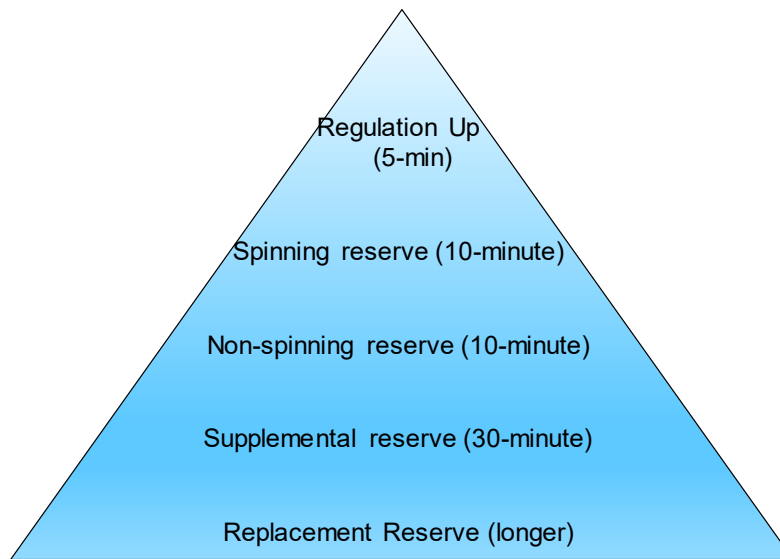 Regulation Up
(5-min)
Spinning reserve (10-minute)
Non-spinning reserve (10-minute)
Supplemental reserve (30-minute)
Replacement Reserve (longer)